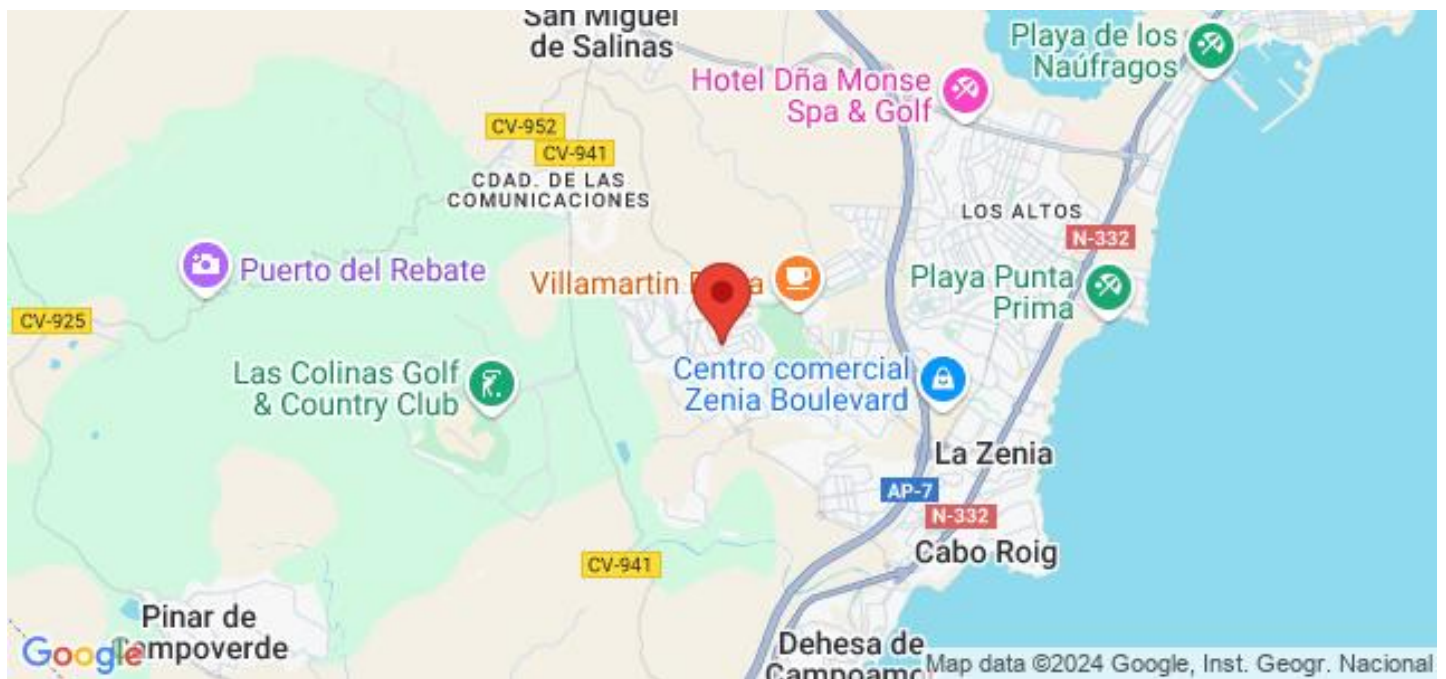 San Miguel
de Salinas
Playa de los
Naúfragos
Hotel Dña Monse
Spa & Golf
CV-952
CV-941
CDAD. DE LAS
COMUNICACIONES
LOS ALTOS
N-332
Puerto del Rebate
Villamartin
Playa Punta
Prima
CV-925
Las Colinas Golf
& Country Club
Centro comercial
Zenia Boulevard
La Zenia
AP-7
N-332
Cabo Roig
CV-941
Pinar de
Campoverde
Dehesa de
Campoamor
Google
Map data ©2024 Google, Inst. Geogr. Nacional